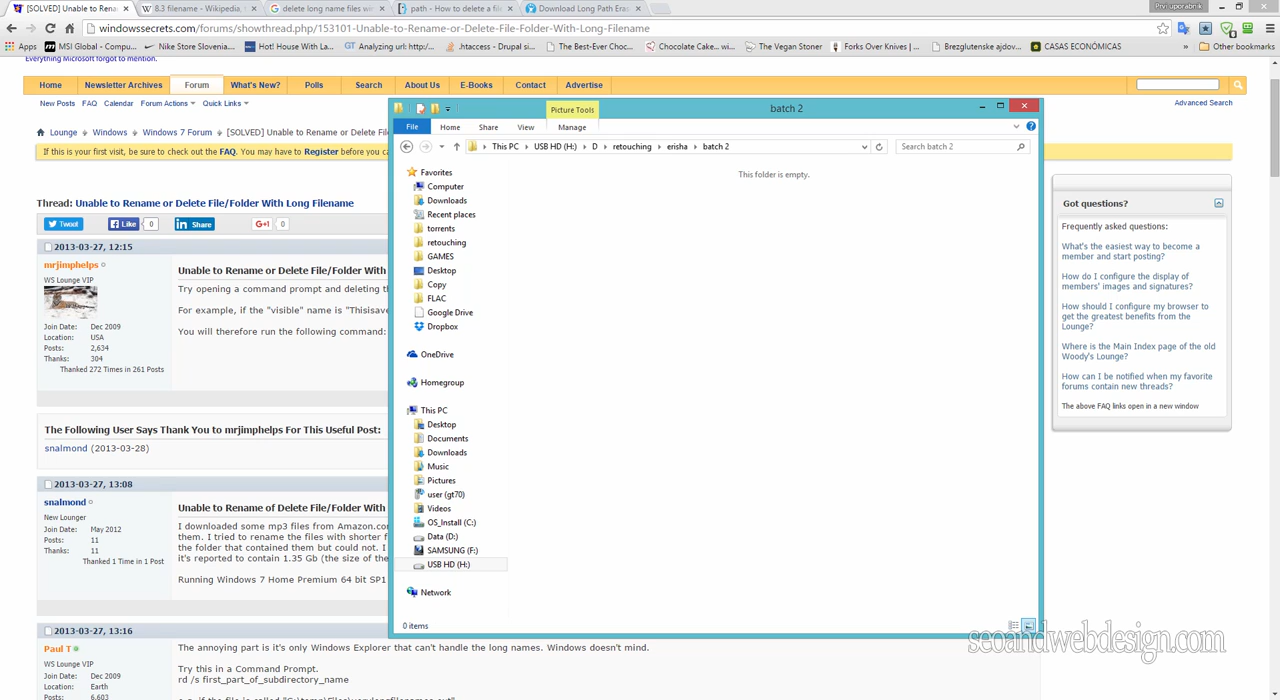 [SOLVED] Unable to Rena
8.3 filename - Wikipedia, 
delete long name files win
path - How to delete a file
Download Long Path Eras
Prvi uporabnik
windowssecrets.com/forums/showthread.php/153101-Unable-to-Rename-or-Delete-File-Folder-With-Long-Filename
Apps
MSI Global - Compu...
Nike Store Slovenia...
Hot! House With La...
Analyzing url: http:/...
.htaccess - Drupal si...
The Best-Ever Choc...
Chocolate Cake... wi...
The Vegan Stoner
Forks Over Knives | ...
Brezglutenske ajdov...
CASAS ECONÓMICAS
»
Other bookmarks
Everything Microsoft forgot to mention.
Home
Newsletter Archives
Forum
What's New?
Polls
Search
About Us
E-Books
Contact
Advertise
New Posts FAQ Calendar Forum Actions Quick Links
Advanced Search
Lounge Windows Windows 7 Forum [SOLVED] Unable to Rename or Delete File
If this is your first visit, be sure to check out the FAQ. You may have to Register before you ca
Thread: Unable to Rename or Delete File/Folder With Long Filename
Tweet
Like 0
in Share
G+1 0
2013-03-27, 12:15
mrjimphelps
WS Lounge VIP
Join Date: Dec 2009
Location: USA
Posts: 2,634
Thanks: 304
Thanked 272 Times in 261 Posts
Unable to Rename or Delete File/Folder With
Try opening a command prompt and deleting th
For example, if the "visible" name is "Thisisave
You will therefore run the following command:
The Following User Says Thank You to mrjimphelps For This Useful Post:
snalmond (2013-03-28)
2013-03-27, 13:08
snalmond
New Lounger
Join Date: May 2012
Posts: 11
Thanks: 11
Thanked 1 Time in 1 Post
Unable to Rename of Delete File/Folder With
I downloaded some mp3 files from Amazon.com
them. I tried to rename the files with shorter f
the folder that contained them but could not. I
it's reported to contain 1.35 Gb (the size of the
Running Windows 7 Home Premium 64 bit SP1
2013-03-27, 13:16
Paul T
WS Lounge VIP
Join Date: Dec 2009
Location: Earth
Posts: 6,603
The annoying part is it's only Windows Explorer that can't handle the long names. Windows doesn't mind.
Try this in a Command Prompt.
rd /s first_part_of_subdirectory_name
Picture Tools
batch 2
File
Home
Share
View
Manage
This PC
USB HD (H:)
D
retouching
erisha
batch 2
Search batch 2
This folder is empty.
Favorites
Computer
Downloads
Recent places
torrents
retouching
GAMES
Desktop
Copy
FLAC
Google Drive
Dropbox
OneDrive
Homegroup
This PC
Desktop
Documents
Downloads
Music
Pictures
user (gt70)
Videos
OS_Install (C:)
Data (D:)
SAMSUNG (F:)
USB HD (H:)
Network
0 items
Got questions?
Frequently asked questions:
What's the easiest way to become a
member and start posting?
How do I configure the display of
members' images and signatures?
How should I configure my browser to
get the greatest benefits from the
Lounge?
Where is the Main Index page of the old
Woody's Lounge?
How can I be notified when my favorite
forums contain new threads?
The above FAQ links open in a new window
seoandwebdesign.com